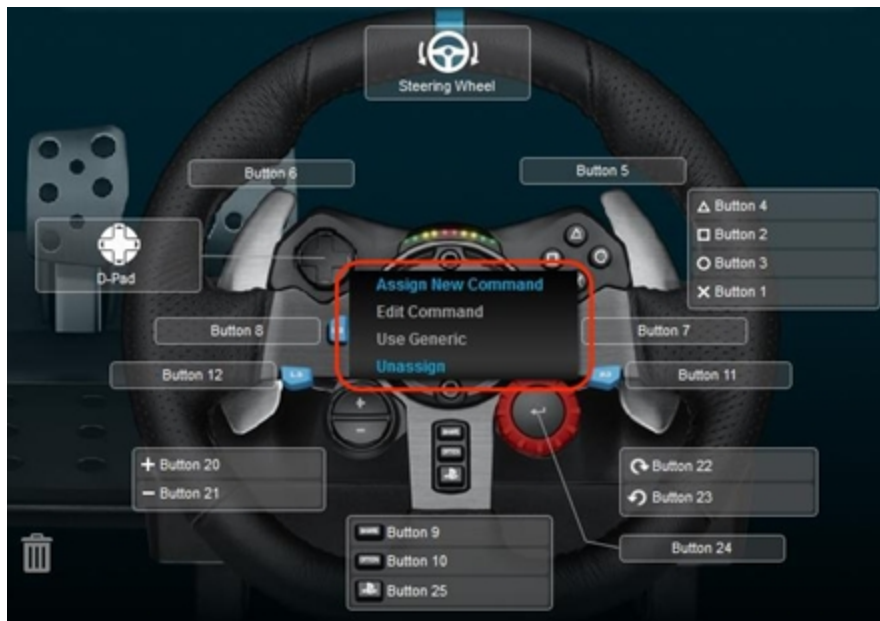 Steering Wheel
Button 6
Button 5
Button 4
Button 2
Button 3
Button 1
D-Pad
Assign New Command
Edit Command
Use Generic
Unassign
Button 8
Button 7
Button 12
Button 11
+ Button 20
− Button 21
Button 22
Button 23
Button 24
Button 9
Button 10
Button 25